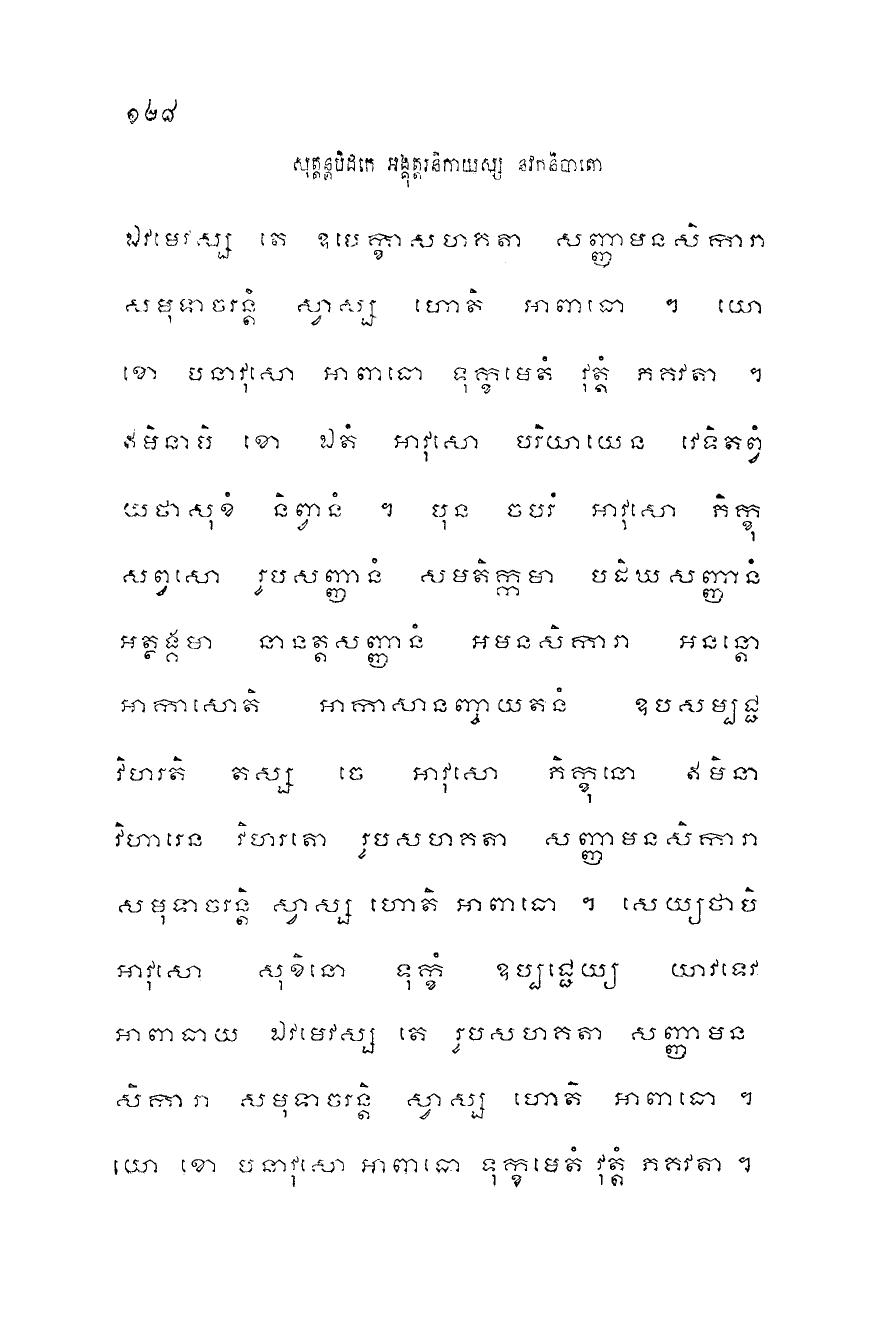 ១២៨
សុត្តន្តបិដកេ អង្គុត្តរនិកាយស្ស នវកនិបាតោ
ឯវមេវស្ស តេ ឧបេក្ខាសហគតា សញ្ញាមនសិការា
សមុទាចរន្តិ ស្វាស្ស ហោតិ អាពាធោ ។ យោ
ខោ បនាវុសោ អាពាធោ ទុក្ខមេតំ វុត្តំ ភគវតា ។
ឥមិនាបិ ខោ ឯតំ អាវុសោ បរិយាយេន វេទិតព្វំ
យថាសុខំ និព្វានំ ។ បុន ចបរំ អាវុសោ ភិក្ខុ
សព្វសោ រូបសញ្ញានំ សមតិក្កមា បដិឃសញ្ញានំ
អត្ថង្គមា នានត្តសញ្ញានំ អមនសិការា អនន្តោ
អាកាសោតិ អាកាសានញ្ចាយតនំ ឧបសម្បជ្ជ
វិហរតិ តស្ស ចេ អាវុសោ ភិក្ខុនោ ឥមិនា
វិហារេន វិហរតោ រូបសហគតា សញ្ញាមនសិការា
សមុទាចរន្តិ ស្វាស្ស ហោតិ អាពាធោ ។ សេយ្យថាបិ
អាវុសោ សុខិនោ ទុក្ខំ ឧប្បជ្ជេយ្យ យាវទេវ
អាពាធាយ ឯវមេវស្ស តេ រូបសហគតា សញ្ញាមន
សិការា សមុទាចរន្តិ ស្វាស្ស ហោតិ អាពាធោ ។
យោ ខោ បនាវុសោ អាពាធោ ទុក្ខមេតំ វុត្តំ ភគវតា ។